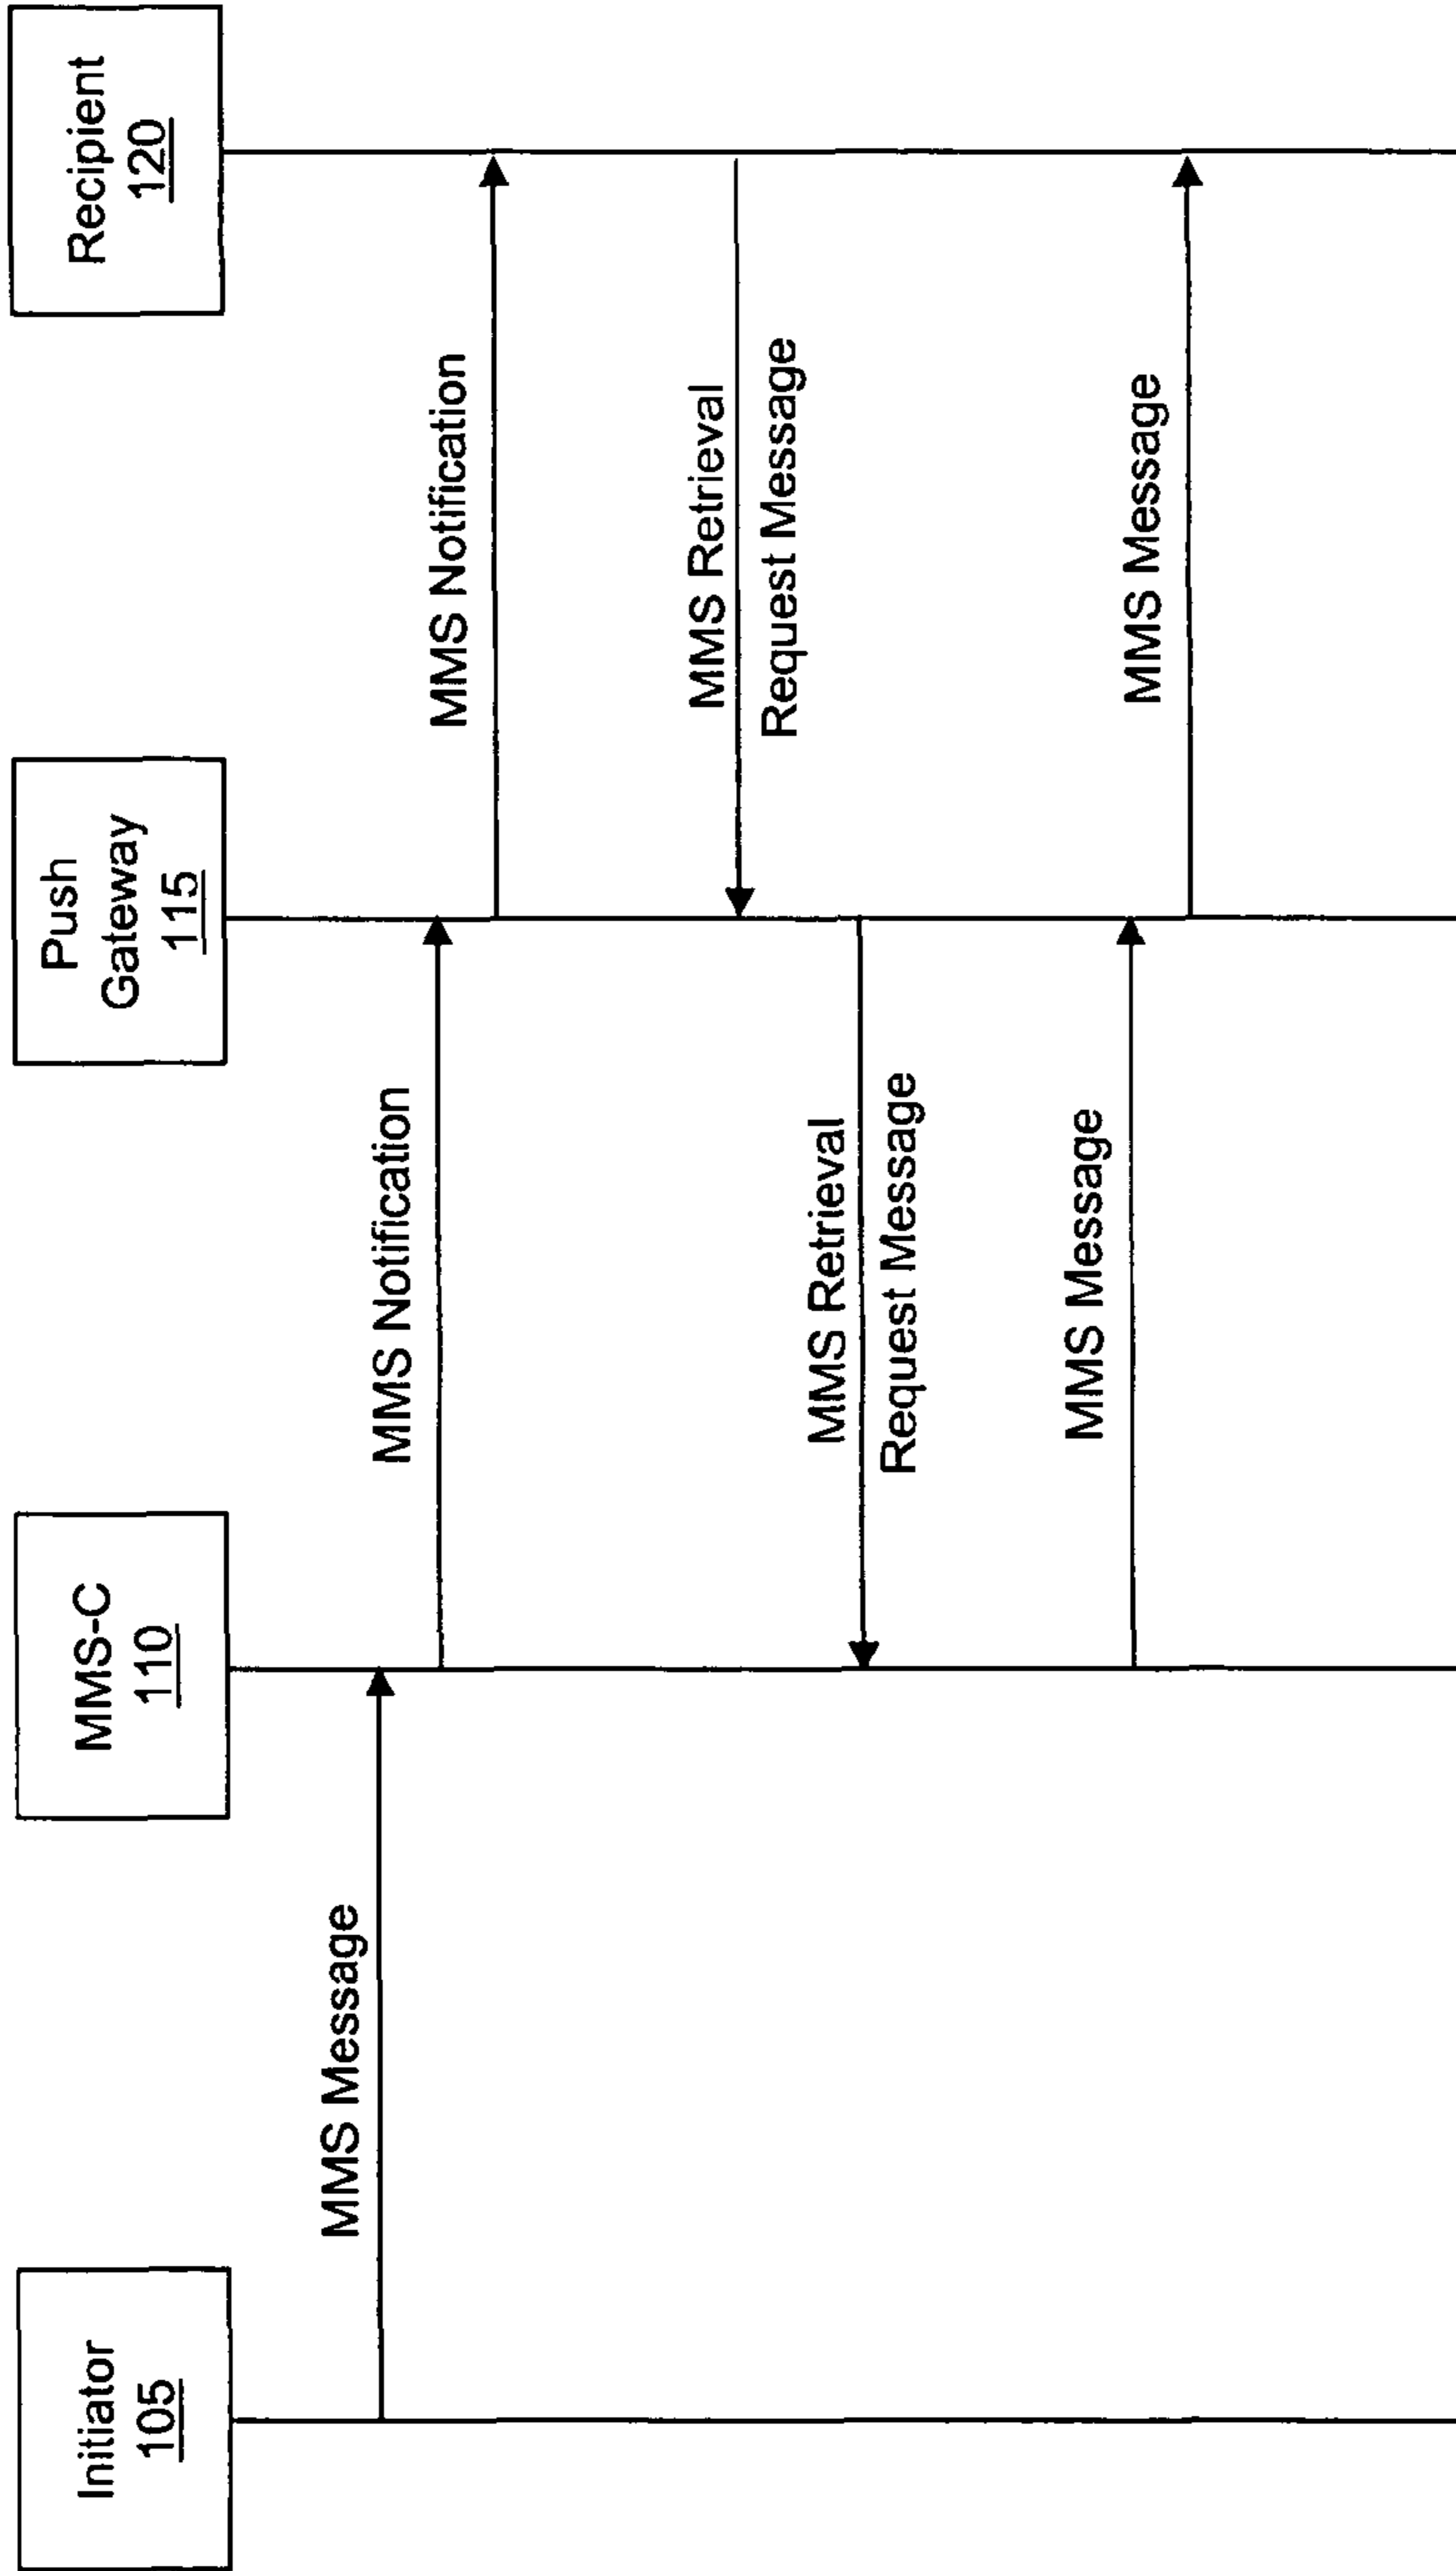 Initiator
105
MMS-C
110
Push
Gateway
115
Recipient
120
MMS Message
MMS Notification
MMS Notification
MMS Retrieval
Request Message
MMS Retrieval
Request Message
MMS Message
MMS Message